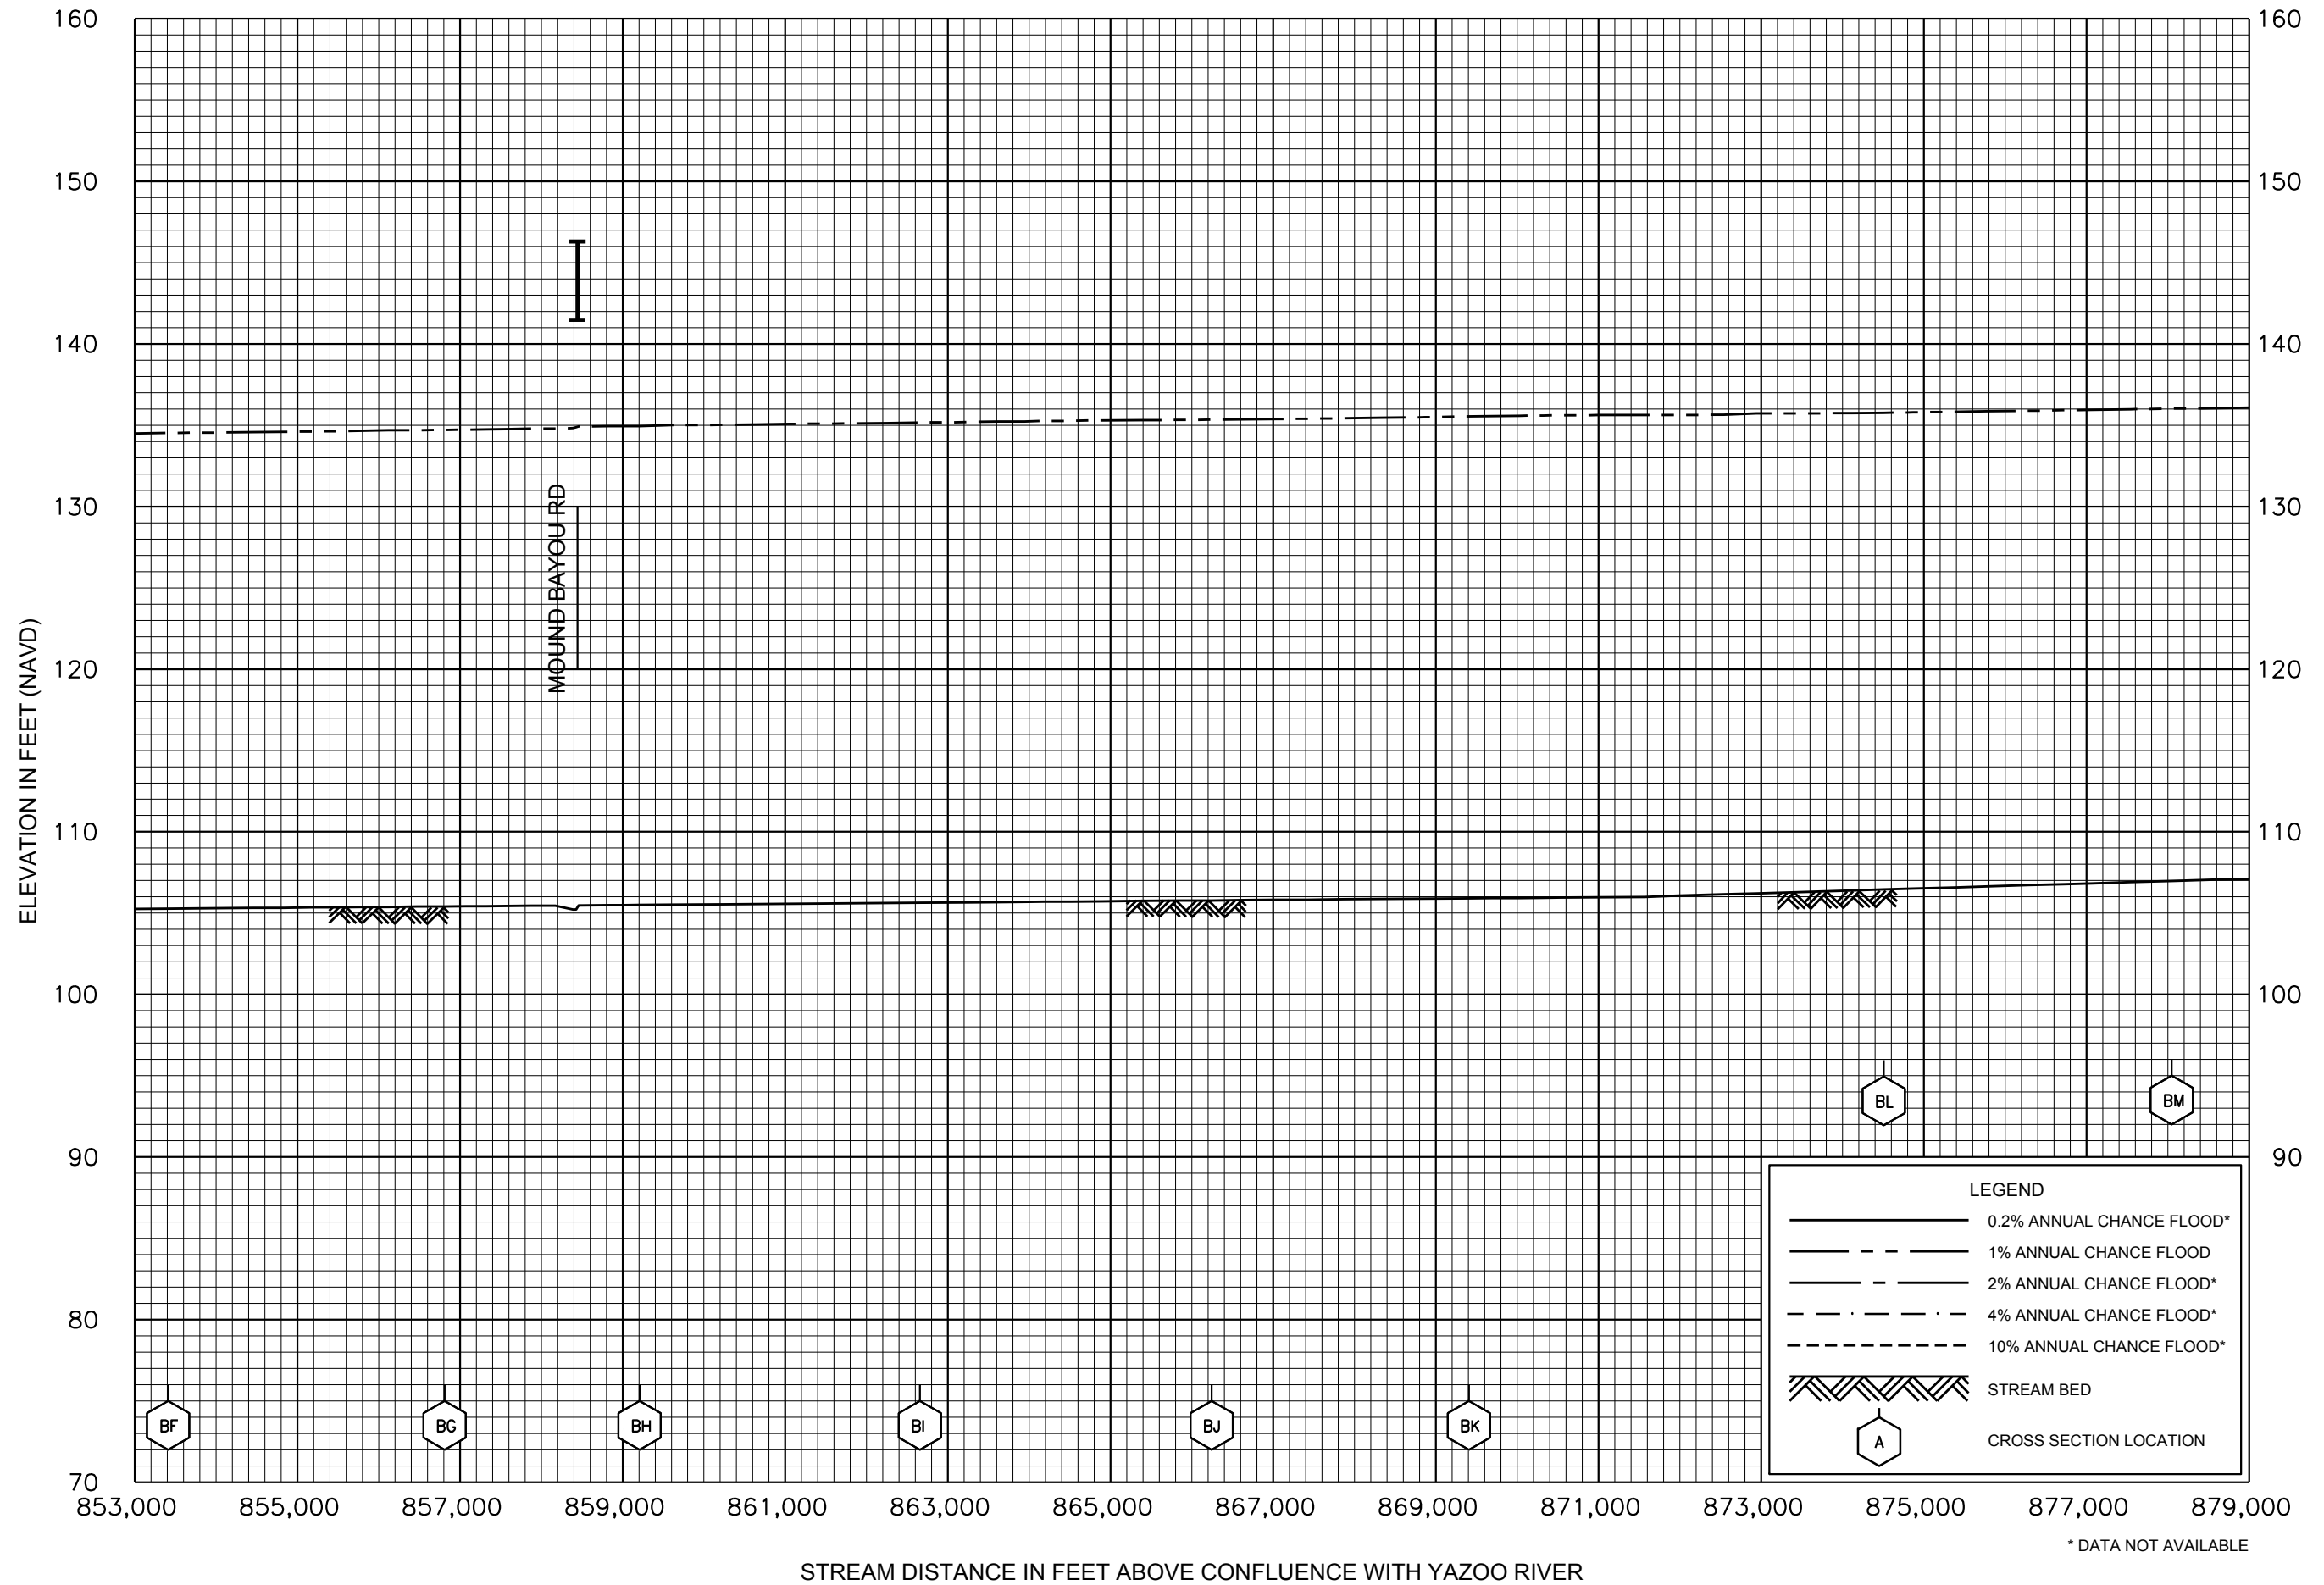 160
160
150
150
140
140
130
130
120
120
110
110
100
100
90
90
80
70
ELEVATION IN FEET (NAVD)
MOUND BAYOU RD
BL
BM
BF
BG
BH
BI
BJ
BK
LEGEND
0.2% ANNUAL CHANCE FLOOD*
1% ANNUAL CHANCE FLOOD
2% ANNUAL CHANCE FLOOD*
4% ANNUAL CHANCE FLOOD*
10% ANNUAL CHANCE FLOOD*
STREAM BED
A
CROSS SECTION LOCATION
853,000 855,000 857,000 859,000 861,000 863,000 865,000 867,000 869,000 871,000 873,000 875,000 877,000 879,000
* DATA NOT AVAILABLE
STREAM DISTANCE IN FEET ABOVE CONFLUENCE WITH YAZOO RIVER